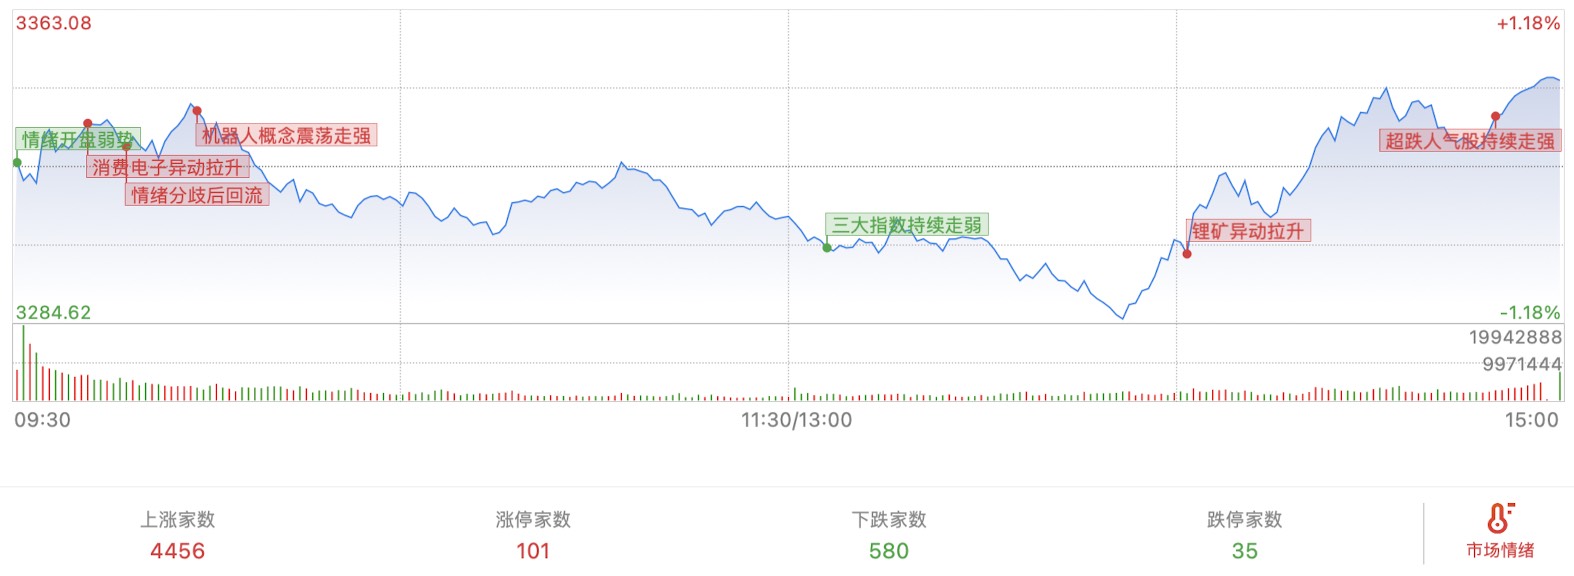 3363.08
+1.18%
情绪开盘弱势
机器人概念震荡走强
超跌人气股持续走强
消费电子异动拉升
情绪分歧后回流
三大指数持续走弱
锂矿异动拉升
3284.62
-1.18%
19942888
9971444
09:30
11:30/13:00
15:00
上涨家数
涨停家数
下跌家数
跌停家数
4456
101
580
35
市场情绪